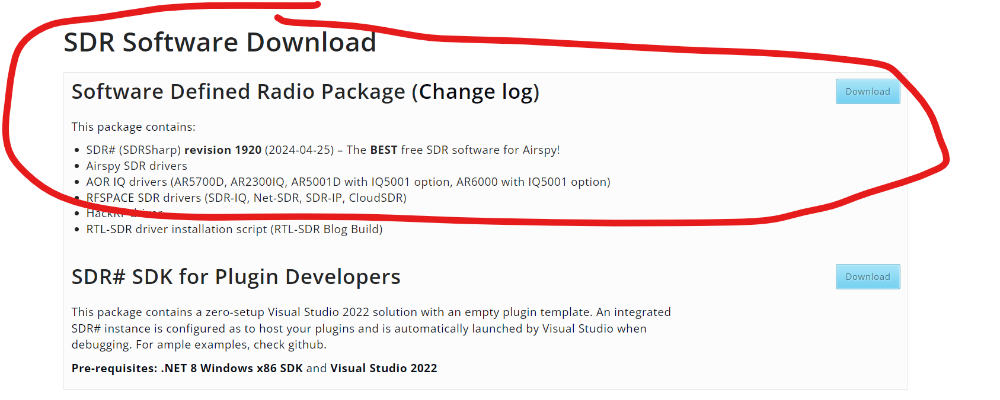 SDR Software Download
Software Defined Radio Package (Change log)
Download
This package contains:
• SDR# (SDRSharp) revision 1920 (2024-04-25) – The BEST free SDR software for Airspy!
• Airspy SDR drivers
• AOR IQ drivers (AR5700D, AR2300IQ, AR5001D with IQ5001 option, AR6000 with IQ5001 option)
• RFSPACE SDR drivers (SDR-IQ, Net-SDR, SDR-IP, CloudSDR)
• HackRF driver
• RTL-SDR driver installation script (RTL-SDR Blog Build)
SDR# SDK for Plugin Developers
Download
This package contains a zero-setup Visual Studio 2022 solution with an empty plugin template. An integrated
SDR# instance is configured as to host your plugins and is automatically launched by Visual Studio when
debugging. For ample examples, check github.
Pre-requisites: .NET 8 Windows x86 SDK and Visual Studio 2022